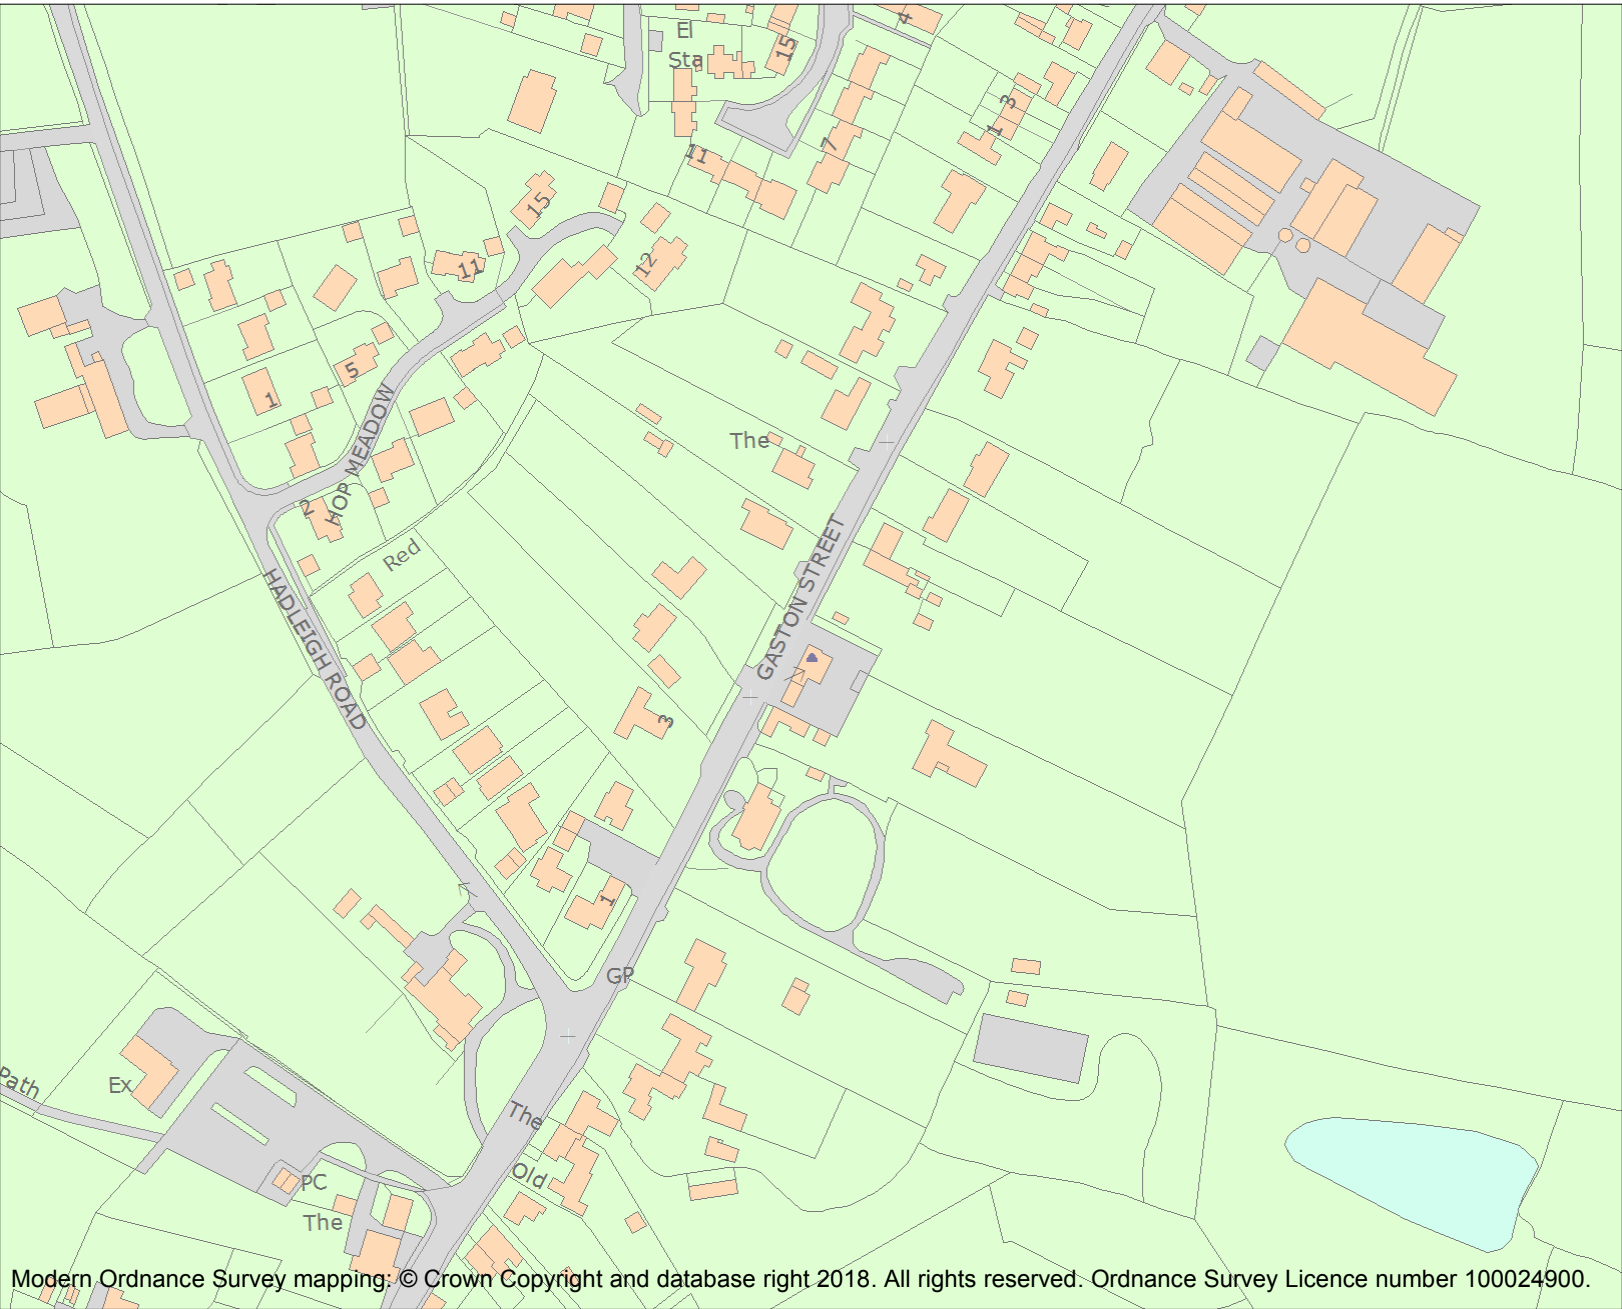 El
Sta
15
4
7
3
1
11
15
12
11
5
1
HOP MEADOW
2
Red
The
HADLEIGH ROAD
GASTON STREET
3
1
GP
Path
Ex
The
Old
PC
The
Modern Ordnance Survey mapping: © Crown Copyright and database right 2018. All rights reserved. Ordnance Survey Licence number 100024900.